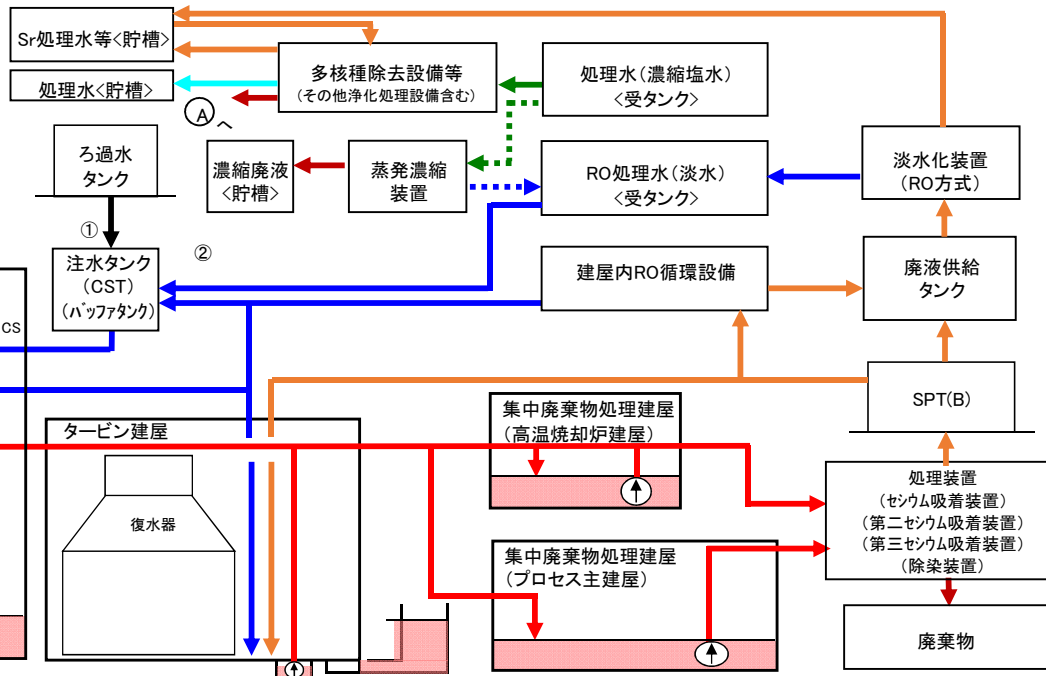 Sr処理水等<貯槽>
処理水<貯槽>
多核種除去設備等
(その他浄化処理設備含む)
処理水(濃縮塩水)
<受タンク>
A
へ
ろ過水
タンク
濃縮廃液
<貯槽>
蒸発濃縮
装置
RO処理水(淡水)
<受タンク>
淡水化装置
(RO方式)
①
②
注水タンク
(CST)
(バッファタンク)
建屋内RO循環設備
廃液供給
タンク
CS
SPT(B)
タービン建屋
復水器
集中廃棄物処理建屋
(高温焼却炉建屋)
集中廃棄物処理建屋
(プロセス主建屋)
処理装置
(セシウム吸着装置)
(第二セシウム吸着装置)
(第三セシウム吸着装置)
(除染装置)
廃棄物